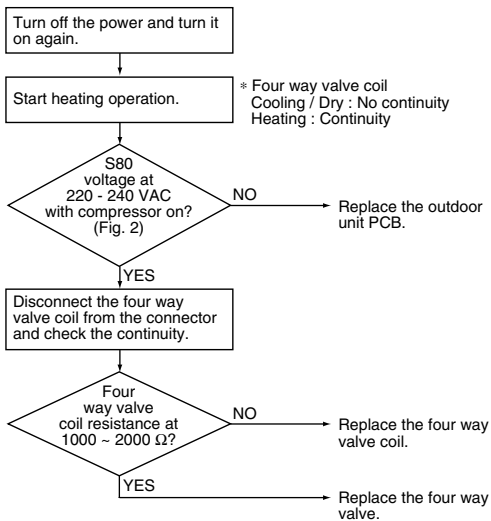 Turn off the power and turn it
on again.
Start heating operation.
* Four way valve coil
Cooling / Dry : No continuity
Heating : Continuity
S80
voltage at
220 - 240 VAC
with compressor on?
(Fig. 2)
NO
Replace the outdoor
unit PCB.
YES
Disconnect the four way
valve coil from the connector
and check the continuity.
Four
way valve
coil resistance at
1000 ~ 2000 Ω?
NO
Replace the four way
valve coil.
YES
Replace the four way
valve.